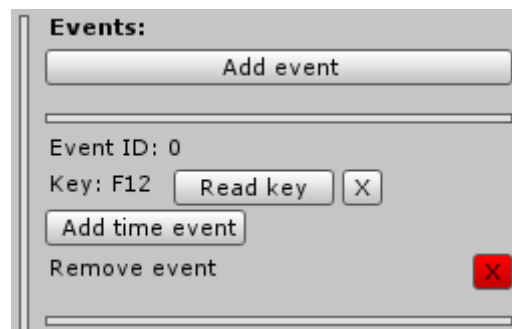 Events:
Add event
Event ID: 0
Key: F12 Read key X
Add time event
Remove event X